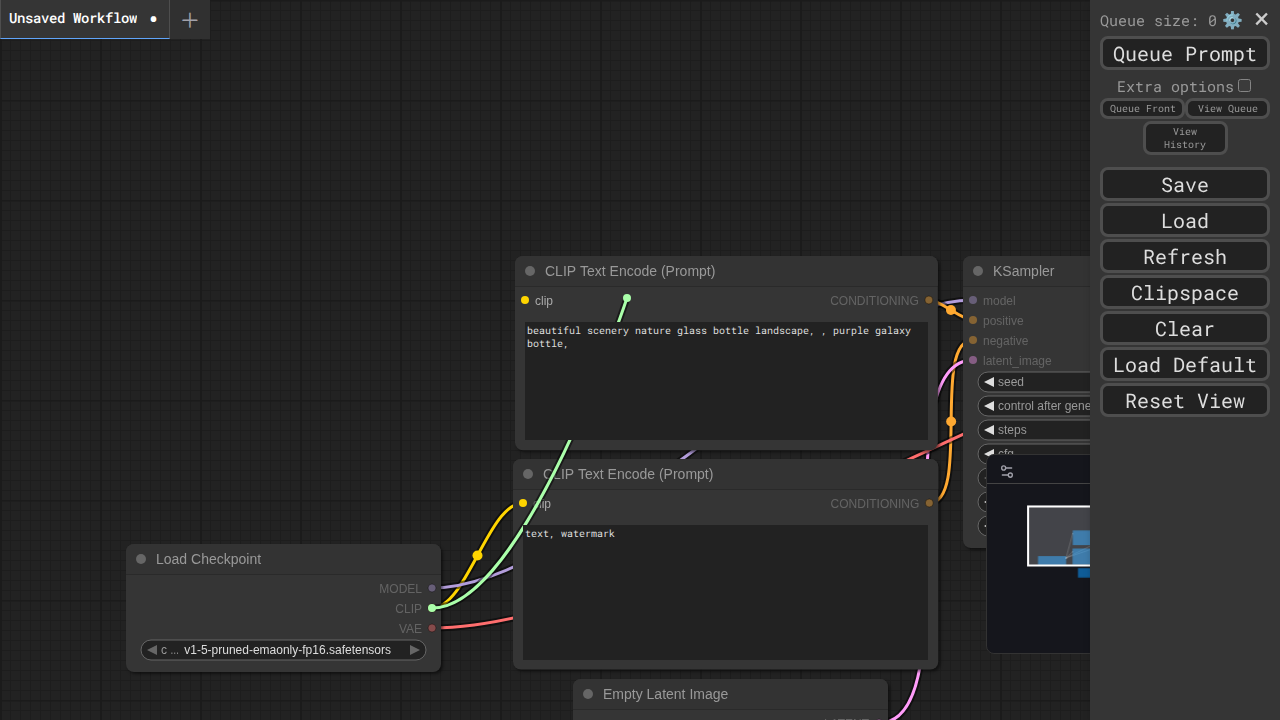 Unsaved Workflow
Queue size: 0
Queue Prompt
Extra options
Queue Front
View Queue
View
History
Save
Load
Refresh
Clipspace
Clear
Load Default
Reset View
CLIP Text Encode (Prompt)
clip
CONDITIONING
beautiful scenery nature glass bottle landscape, , purple galaxy
bottle,
KSampler
model
positive
negative
latent_image
seed
control after gene
steps
cfg
CLIP Text Encode (Prompt)
clip
CONDITIONING
text, watermark
Load Checkpoint
MODEL
CLIP
VAE
c ... v1-5-pruned-emaonly-fp16.safetensors
Empty Latent Image